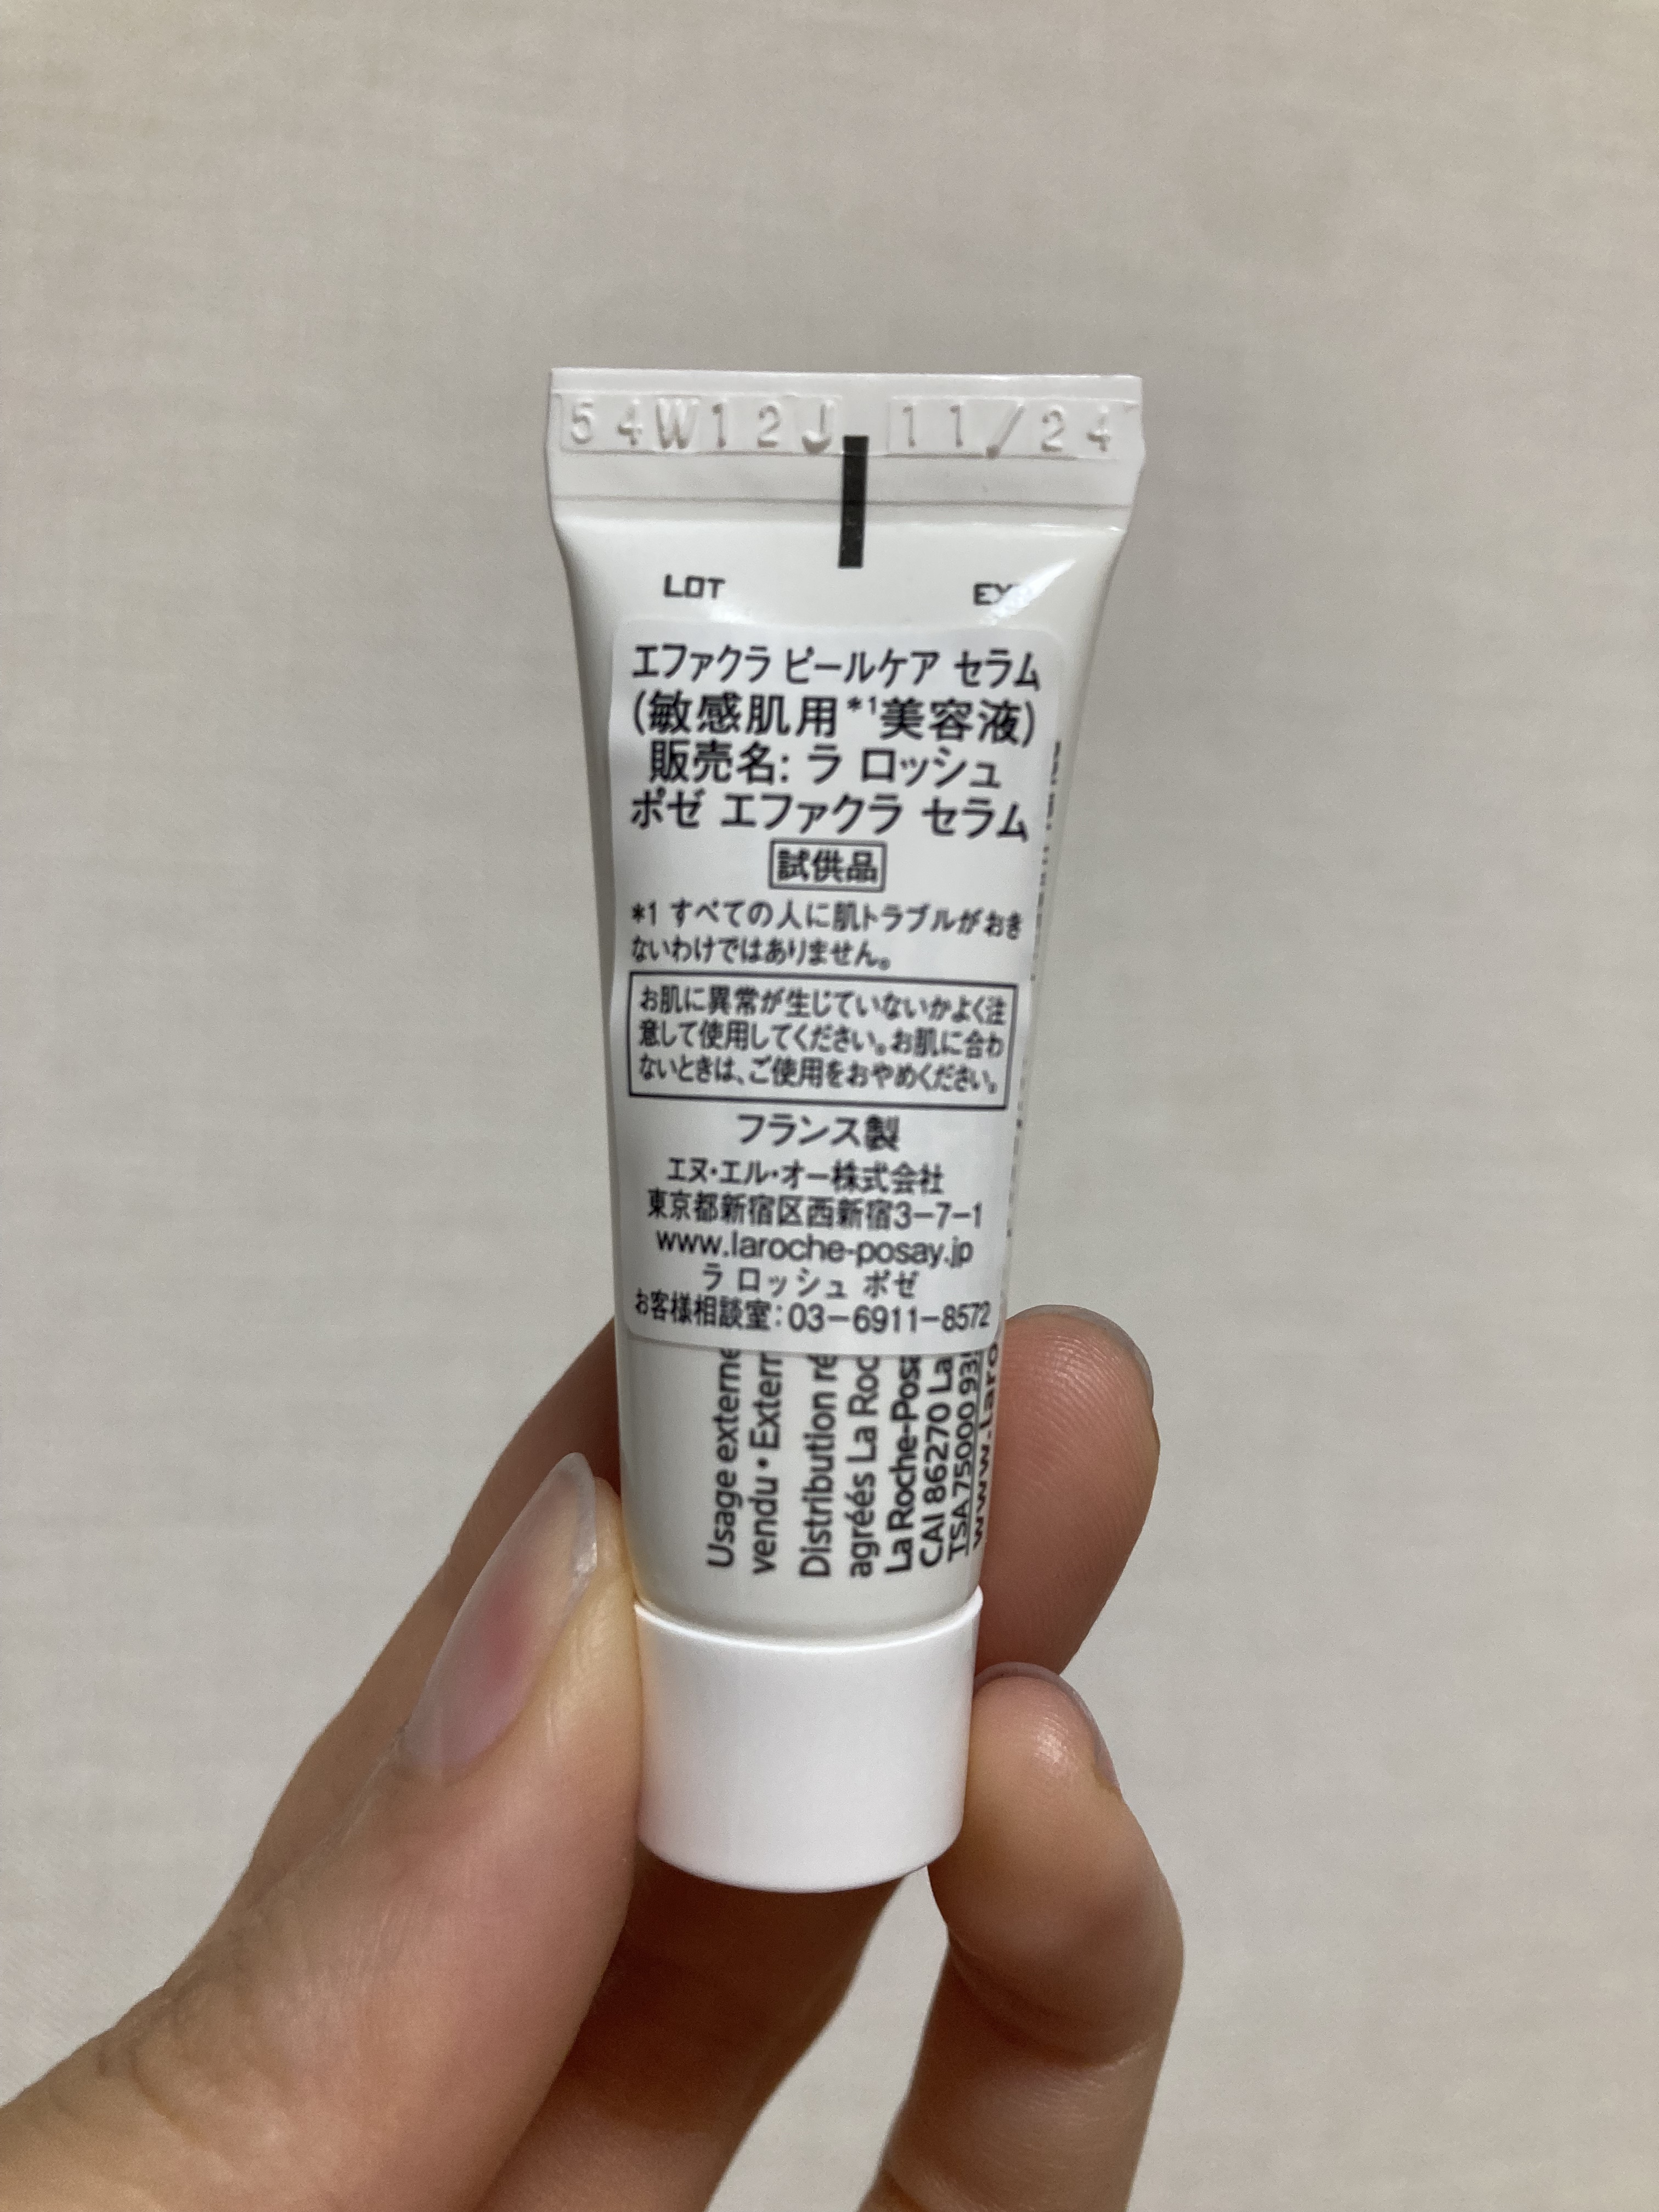 54W12J 11/24
LOT
エファクラ ピールケア セラム
(敏感肌用*1美容液)
販売名: ラ ロッシュ
ポゼ エファクラ セラム
試供品
*1 すべての人に肌トラブルがおき
ないわけではありません。
お肌に異常が生じていないかよく注
意して使用してください。お肌に合わ
ないときは、ご使用をおやめください。
フランス製
エヌ・エル・オー株式会社
東京都新宿区西新宿3-7-1
www.laroche-posay.jp
ラ ロッシュ ポゼ
お客様相談室: 03-6911-8572
Usage externe
vendu • Extern
Distribution ré
agréés La Roc
La Roche-Posa
CAI 86270 La
TSA 75000 93
www.laro